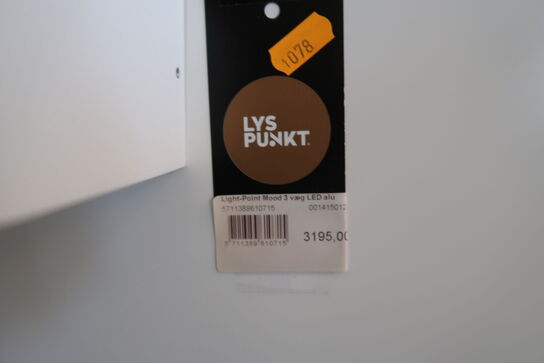 1078
LYS
PUNKT.
Light-Point Mood 3 væg LED alu
5711389610715 001415012
3195,00
5 711389 610715